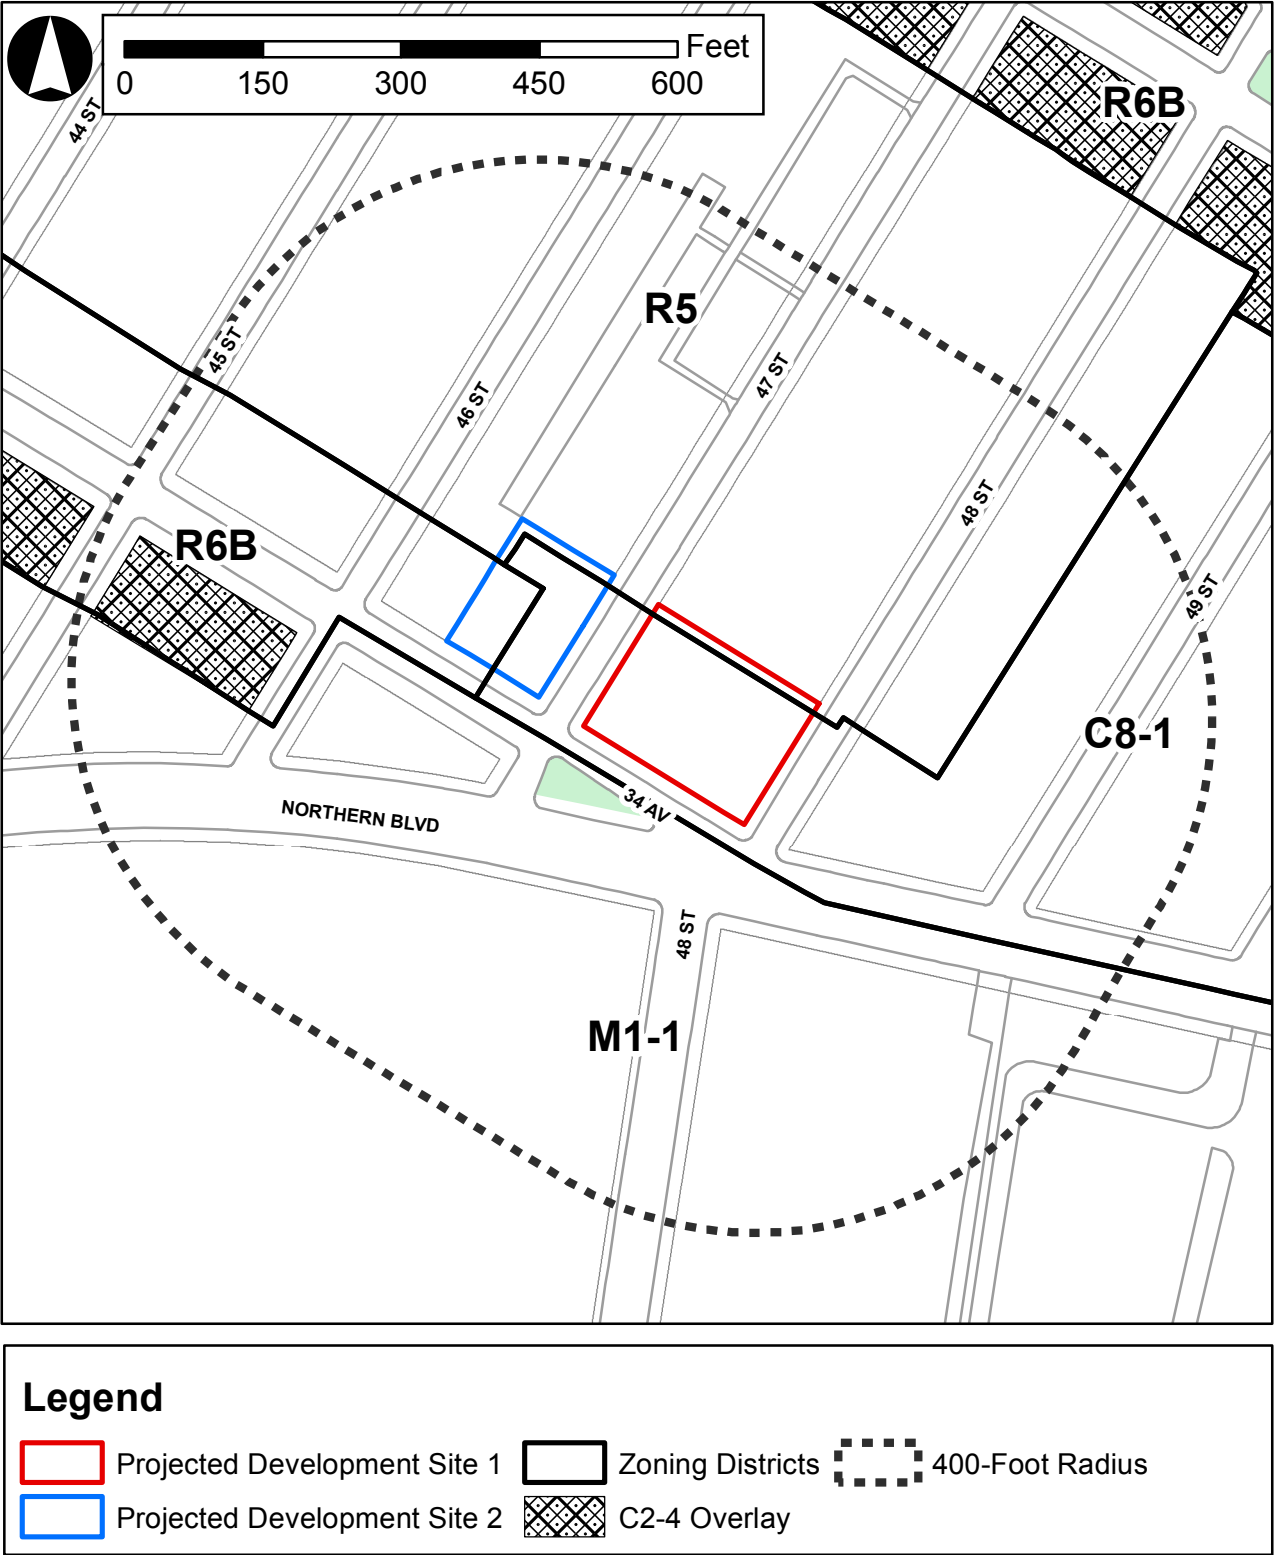 Feet
0 150 300 450 600
44 ST
R6B
R5
45 ST
47 ST
46 ST
48 ST
R6B
49 ST
C8-1
34 AV
NORTHERN BLVD
48 ST
M1-1
Legend
Projected Development Site 1
Zoning Districts
400-Foot Radius
Projected Development Site 2
C2-4 Overlay